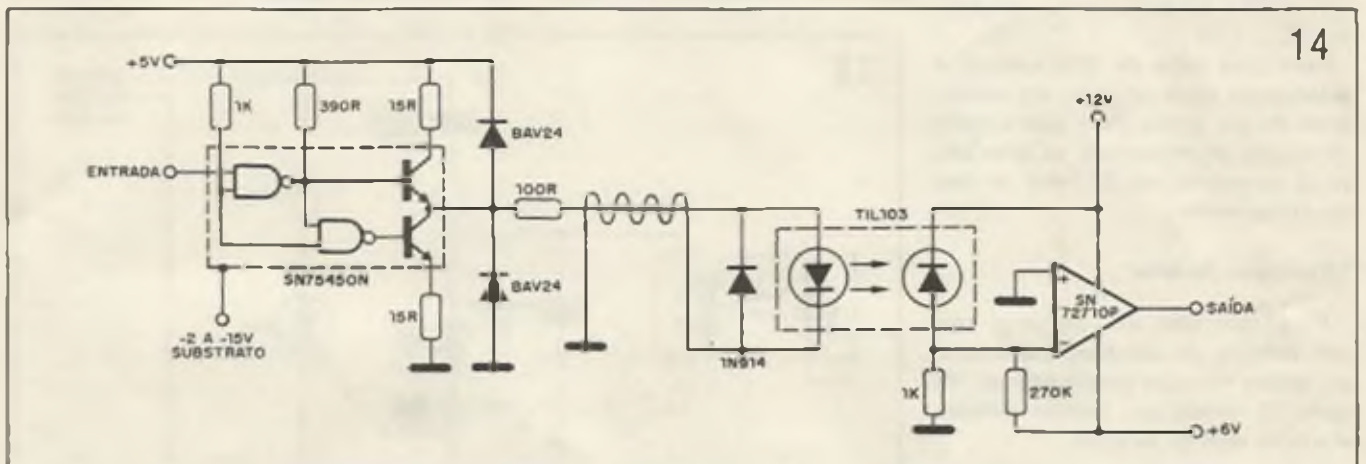 14
+5V
1K
390R
15R
BAV24
+12V
ENTRADA
100R
TIL103
SN75450N
BAV24
15R
-2 A -15V
SUBSTRATO
1N914
+
-
SN
72710P
SAÍDA
1K
270K
+6V